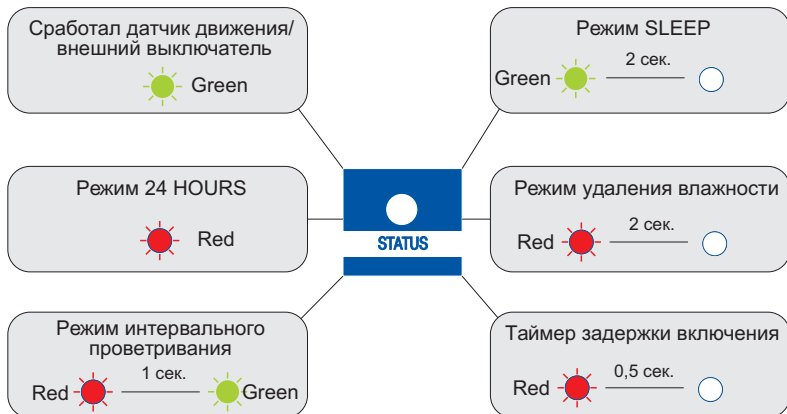 Сработал датчик движения/
внешний выключатель
Green
Режим SLEEP
Green
2 сек.
Режим 24 HOURS
Red
STATUS
Режим удаления влажности
Red
2 сек.
Режим интервального
проветривания
Red
1 сек.
Green
Таймер задержки включения
Red
0,5 сек.